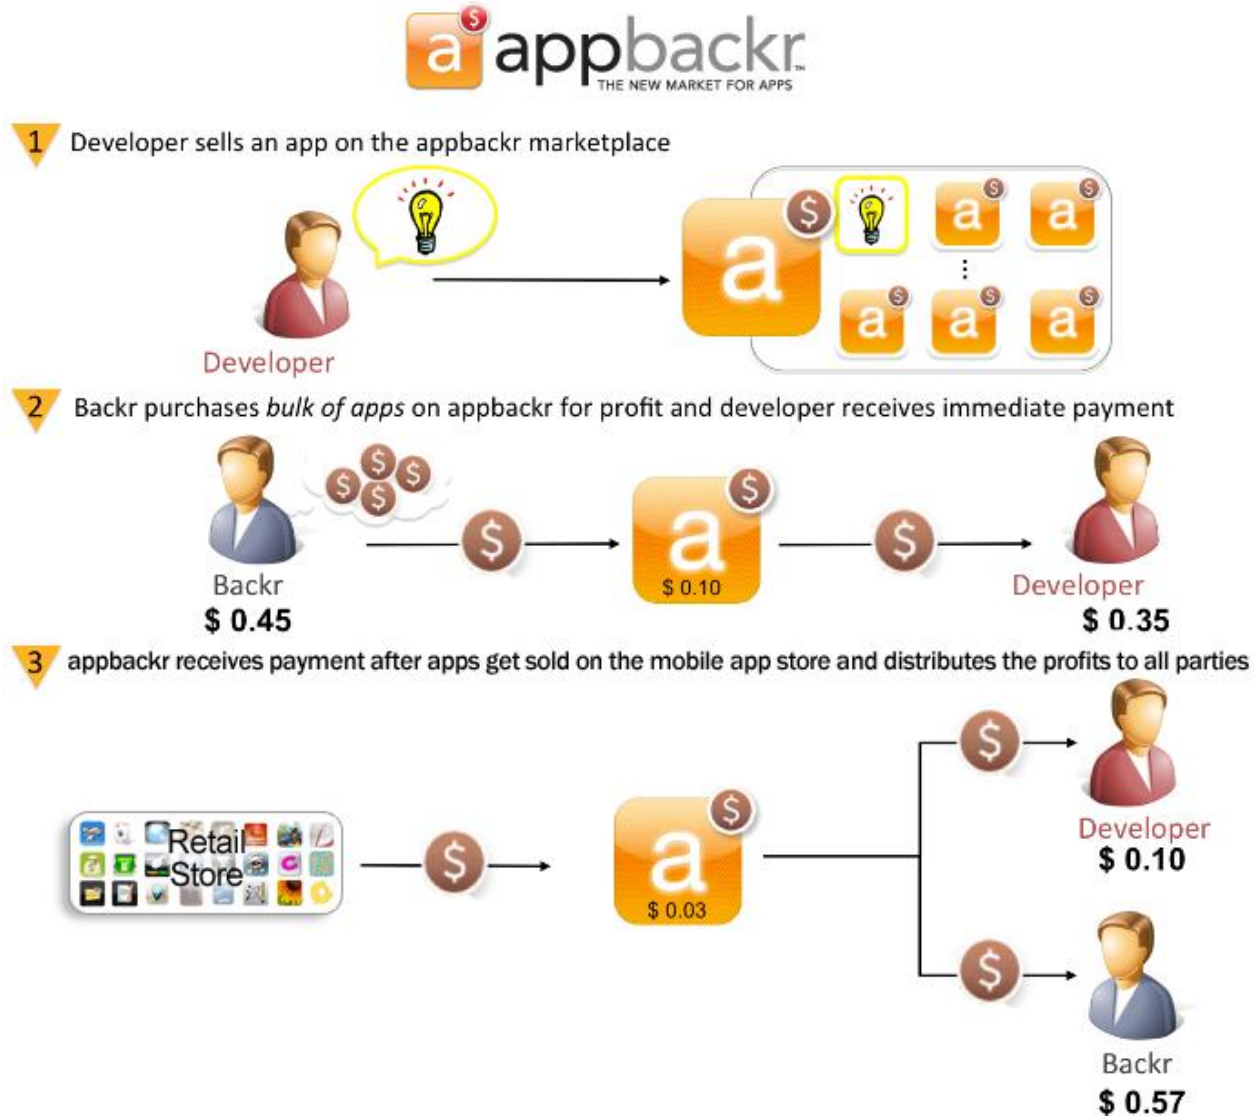 a $ appbackr™
THE NEW MARKET FOR APPS
1 Developer sells an app on the appbackr marketplace
Developer
a $ a $ a $
a $ a $ a $
2 Backr purchases bulk of apps on appbackr for profit and developer receives immediate payment
$ $ $ $
$ a $ $
$ 0.10
Backr Developer
$ 0.45 $ 0.35
3 appbackr receives payment after apps get sold on the mobile app store and distributes the profits to all parties
$
Developer
$ 0.10
Retail
Store
$ a $
$ 0.03
$
Backr
$ 0.57